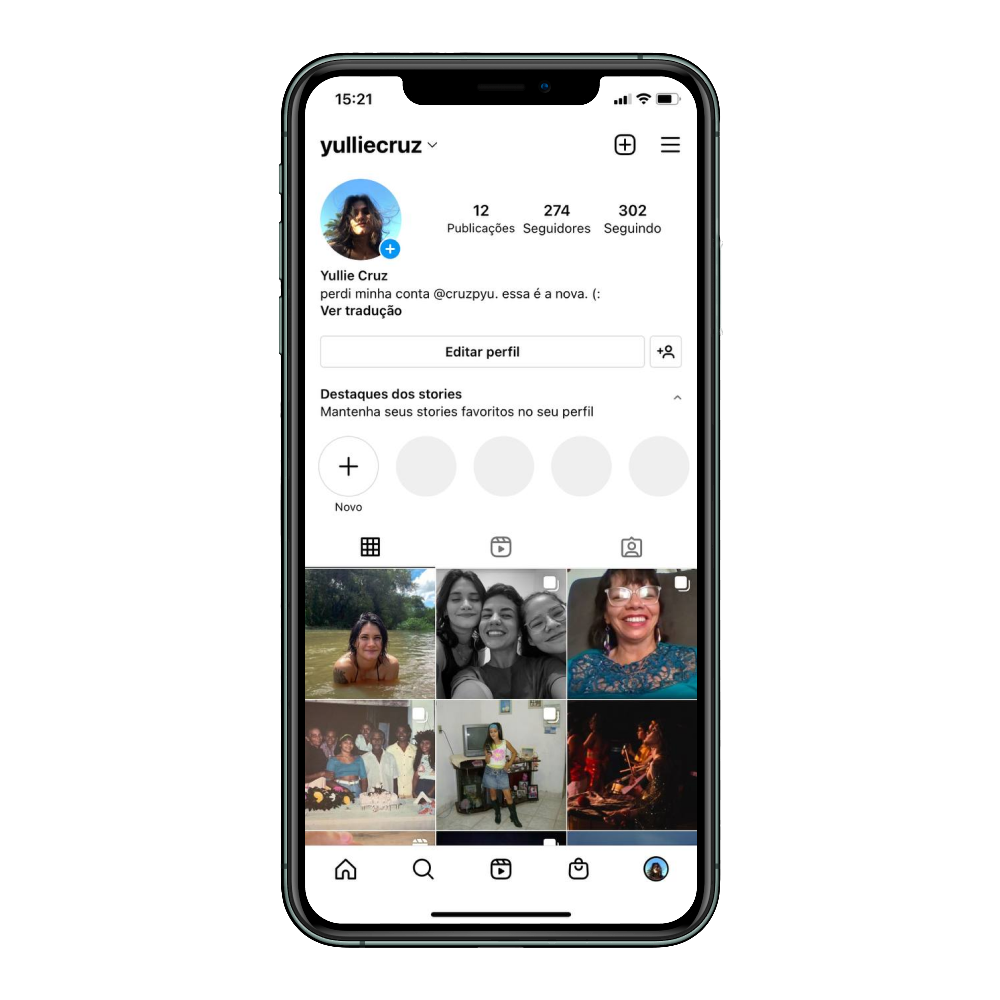 15:21
yulliecruz
12 274 302
Publicações Seguidores Seguindo
Yullie Cruz
perdi minha conta @cruzpyu. essa é a nova. (:
Ver tradução
Editar perfil
Destaques dos stories
Mantenha seus stories favoritos no seu perfil
Novo